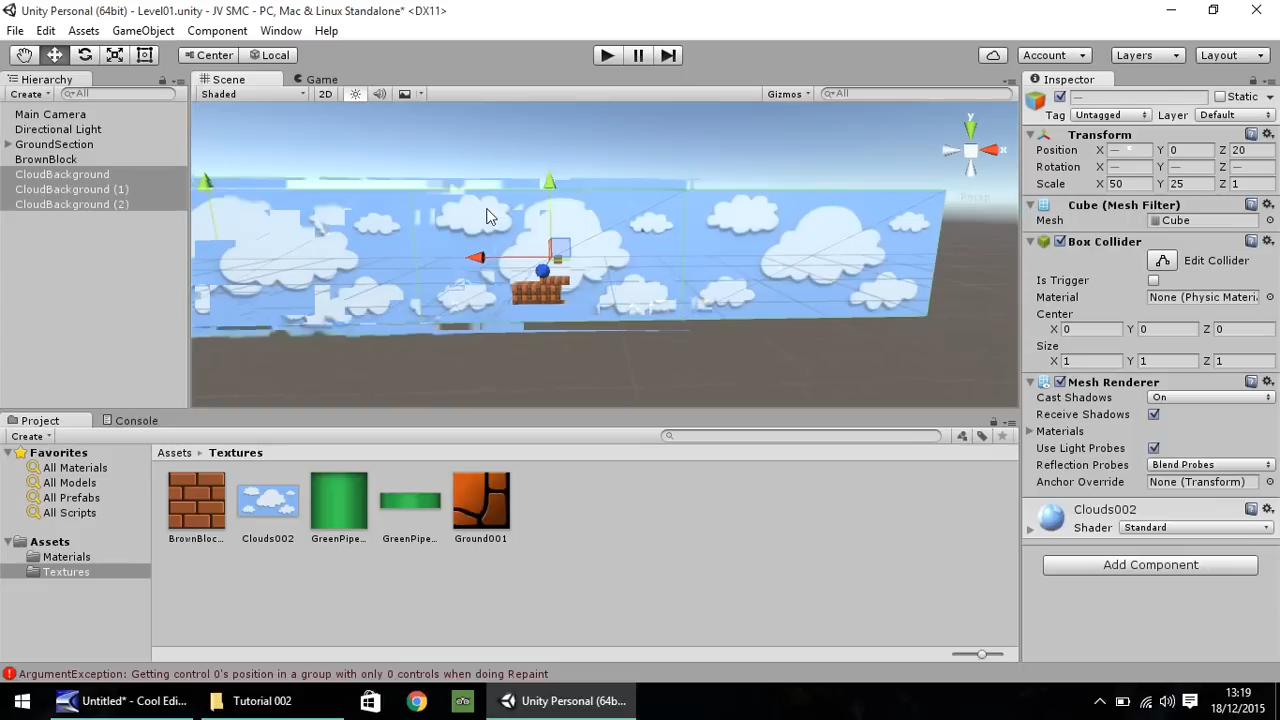 Unity Personal (64bit) - Level01.unity - JV SMC - PC, Mac & Linux Standalone* <DX11>
File Edit Assets GameObject Component Window Help
Center Local Account Layers Layout
Hierarchy
Create All
Main Camera
Directional Light
GroundSection
BrownBlock
CloudBackground
CloudBackground (1)
CloudBackground (2)
Scene Game
Shaded 2D Gizmos All
y
x
Persp
Inspector
— Static
Tag Untagged Layer Default
Transform
Position X — Y 0 Z 20
Rotation X — Y — Z —
Scale X 50 Y 25 Z 1
Cube (Mesh Filter)
Mesh Cube
Box Collider
Edit Collider
Is Trigger
Material None (Physic Materi
Center
X 0 Y 0 Z 0
Size
X 1 Y 1 Z 1
Mesh Renderer
Cast Shadows On
Receive Shadows
Materials
Use Light Probes
Reflection Probes Blend Probes
Anchor Override None (Transform)
Clouds002
Shader Standard
Add Component
Project Console
Create
Favorites
All Materials
All Models
All Prefabs
All Scripts
Assets
Materials
Textures
Assets Textures
BrownBloc... Clouds002 GreenPipe... GreenPipe... Ground001
ArgumentException: Getting control 0's position in a group with only 0 controls when doing Repaint
Untitled* - Cool Edi... Tutorial 002 Unity Personal (64b...
13:19
18/12/2015